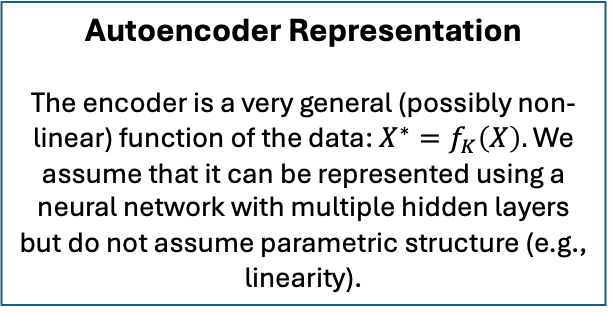 Autoencoder Representation
The encoder is a very general (possibly non-
linear) function of the data: X* = f_K(X). We
assume that it can be represented using a
neural network with multiple hidden layers
but do not assume parametric structure (e.g.,
linearity).